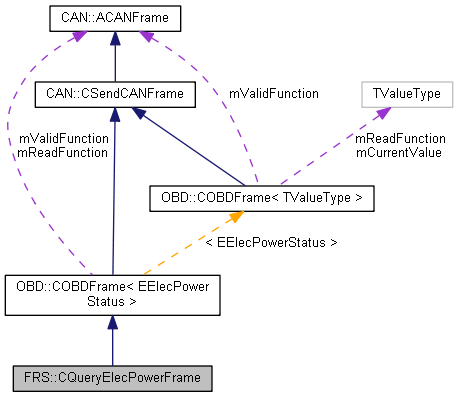 CAN::ACANFrame
CAN::CSendCANFrame
mValidFunction
TValueType
mValidFunction
mReadFunction
mReadFunction
mCurrentValue
OBD::COBDFrame< TValueType >
< EElecPowerStatus >
OBD::COBDFrame< EElecPower
Status >
FRS::CQueryElecPowerFrame